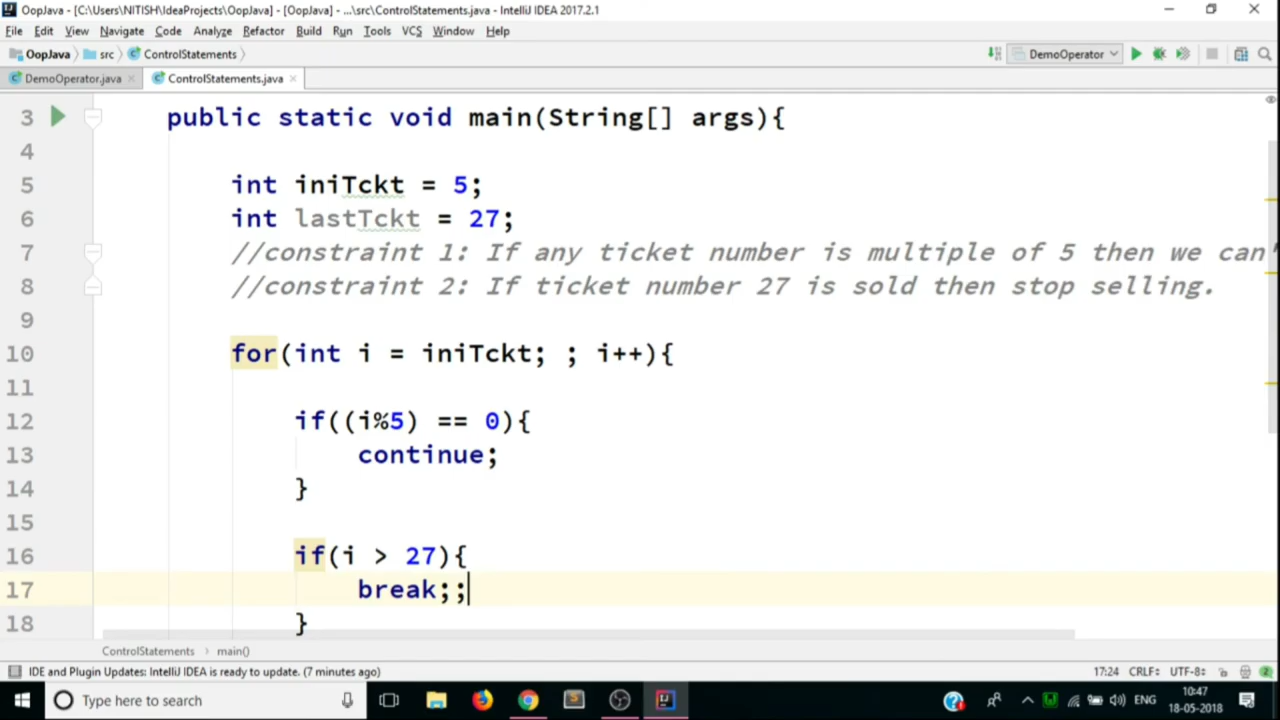 OopJava - [C:\Users\NITISH\IdeaProjects\OopJava] - [OopJava] - ...\src\ControlStatements.java - IntelliJ IDEA 2017.2.1
File Edit View Navigate Code Analyze Refactor Build Run Tools VCS Window Help
OopJava src ControlStatements DemoOperator
DemoOperator.java ControlStatements.java
3 public static void main(String[] args){
4
5 int iniTckt = 5;
6 int lastTckt = 27;
7 //constraint 1: If any ticket number is multiple of 5 then we can'
8 //constraint 2: If ticket number 27 is sold then stop selling.
9
10 for(int i = iniTckt; ; i++){
11
12 if((i%5) == 0){
13 continue;
14 }
15
16 if(i > 27){
17 break;;
18 }
ControlStatements main()
IDE and Plugin Updates: IntelliJ IDEA is ready to update. (7 minutes ago) 17:24 CRLF÷ UTF-8÷ 2
Type here to search ENG 10:47
18-05-2018